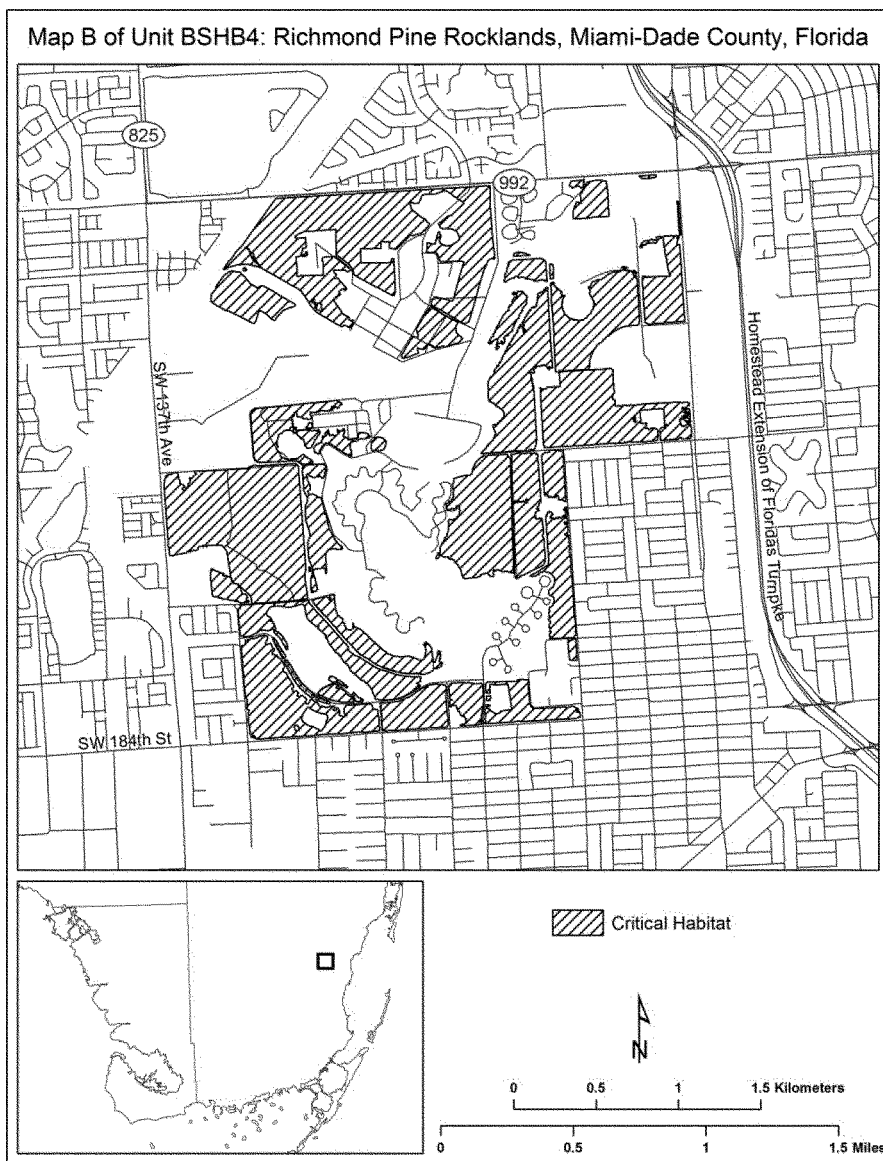 Map B of Unit BSHB4: Richmond Pine Rocklands, Miami-Dade County, Florida
825
992
SW 137th Ave
Homestead Extension of Floridas Turnpke
SW 184th St
Critical Habitat
N
0 0.5 1 1.5 Kilometers
0 0.5 1 1.5 Miles